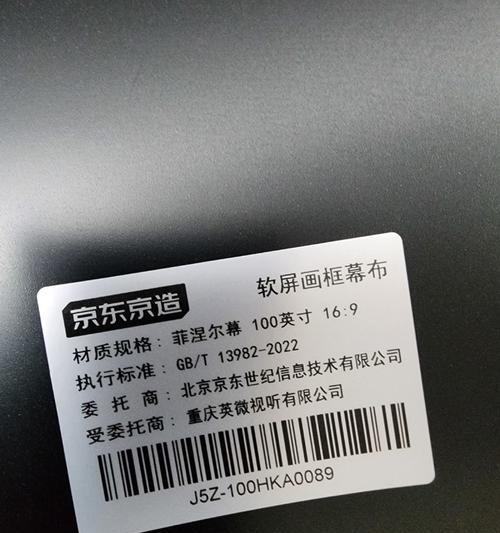 京东京造
软屏画框幕布
材质规格: 菲涅尔幕 100英寸 16:9
执行标准: GB/T 13982-2022
委托商: 北京京东世纪信息技术有限公司
受委托商: 重庆英微视听有限公司
J5Z-100HKA0089